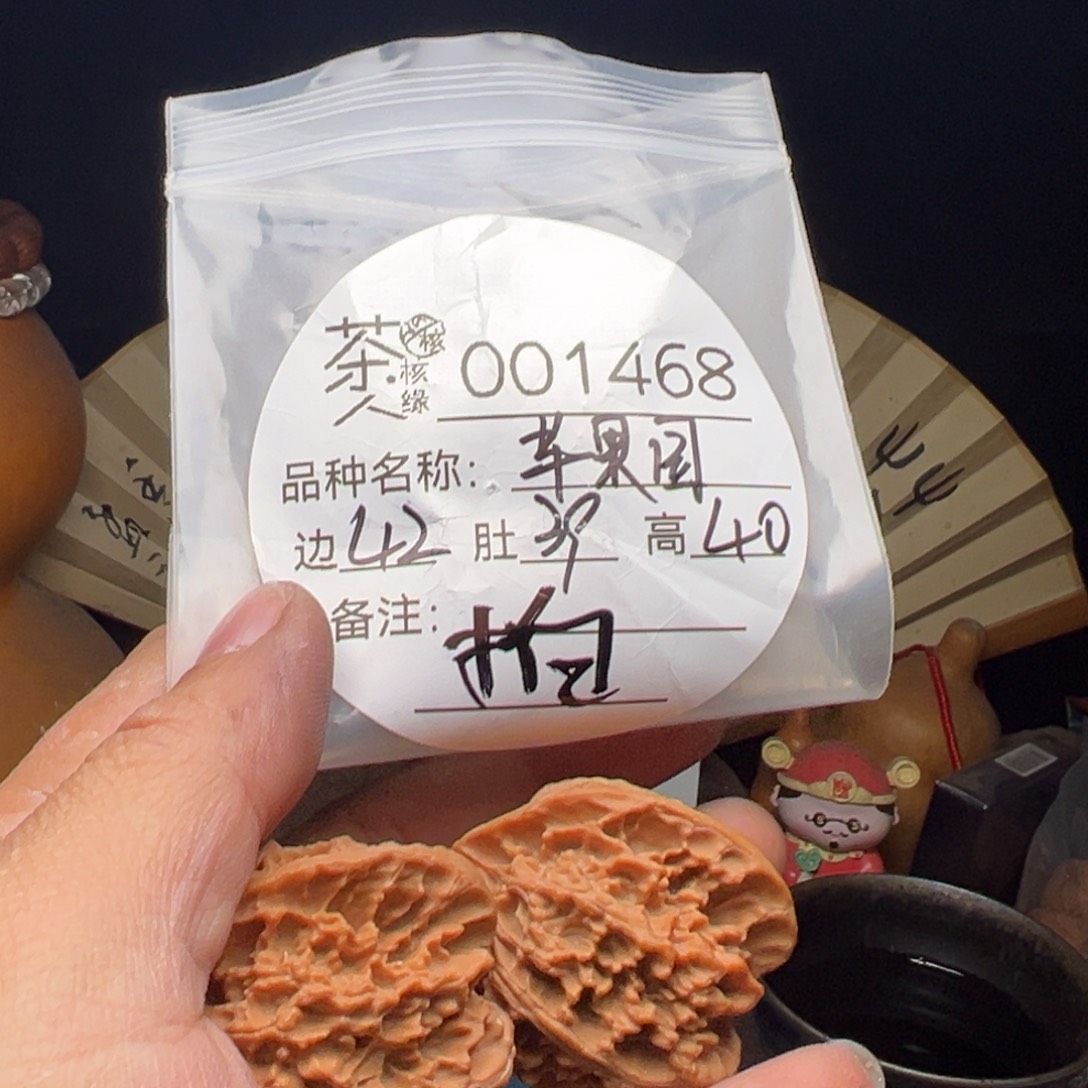 茶人 核缘 001468
品种名称：苹果园
边42 肚39 高40
备注：